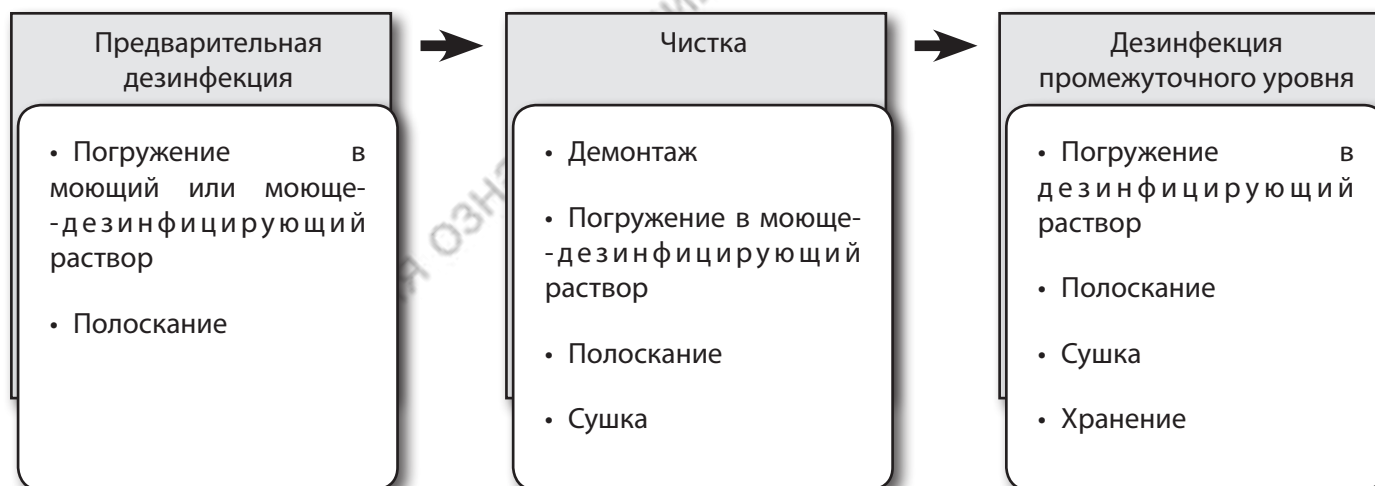 Предварительная
дезинфекция
• Погружение в
моющий или моюще-
-дезинфицирующий
раствор
• Полоскание
Чистка
• Демонтаж
• Погружение в моюще-
-дезинфицирующий
раствор
• Полоскание
• Сушка
Дезинфекция
промежуточного уровня
• Погружение в
дезинфицирующий
раствор
• Полоскание
• Сушка
• Хранение